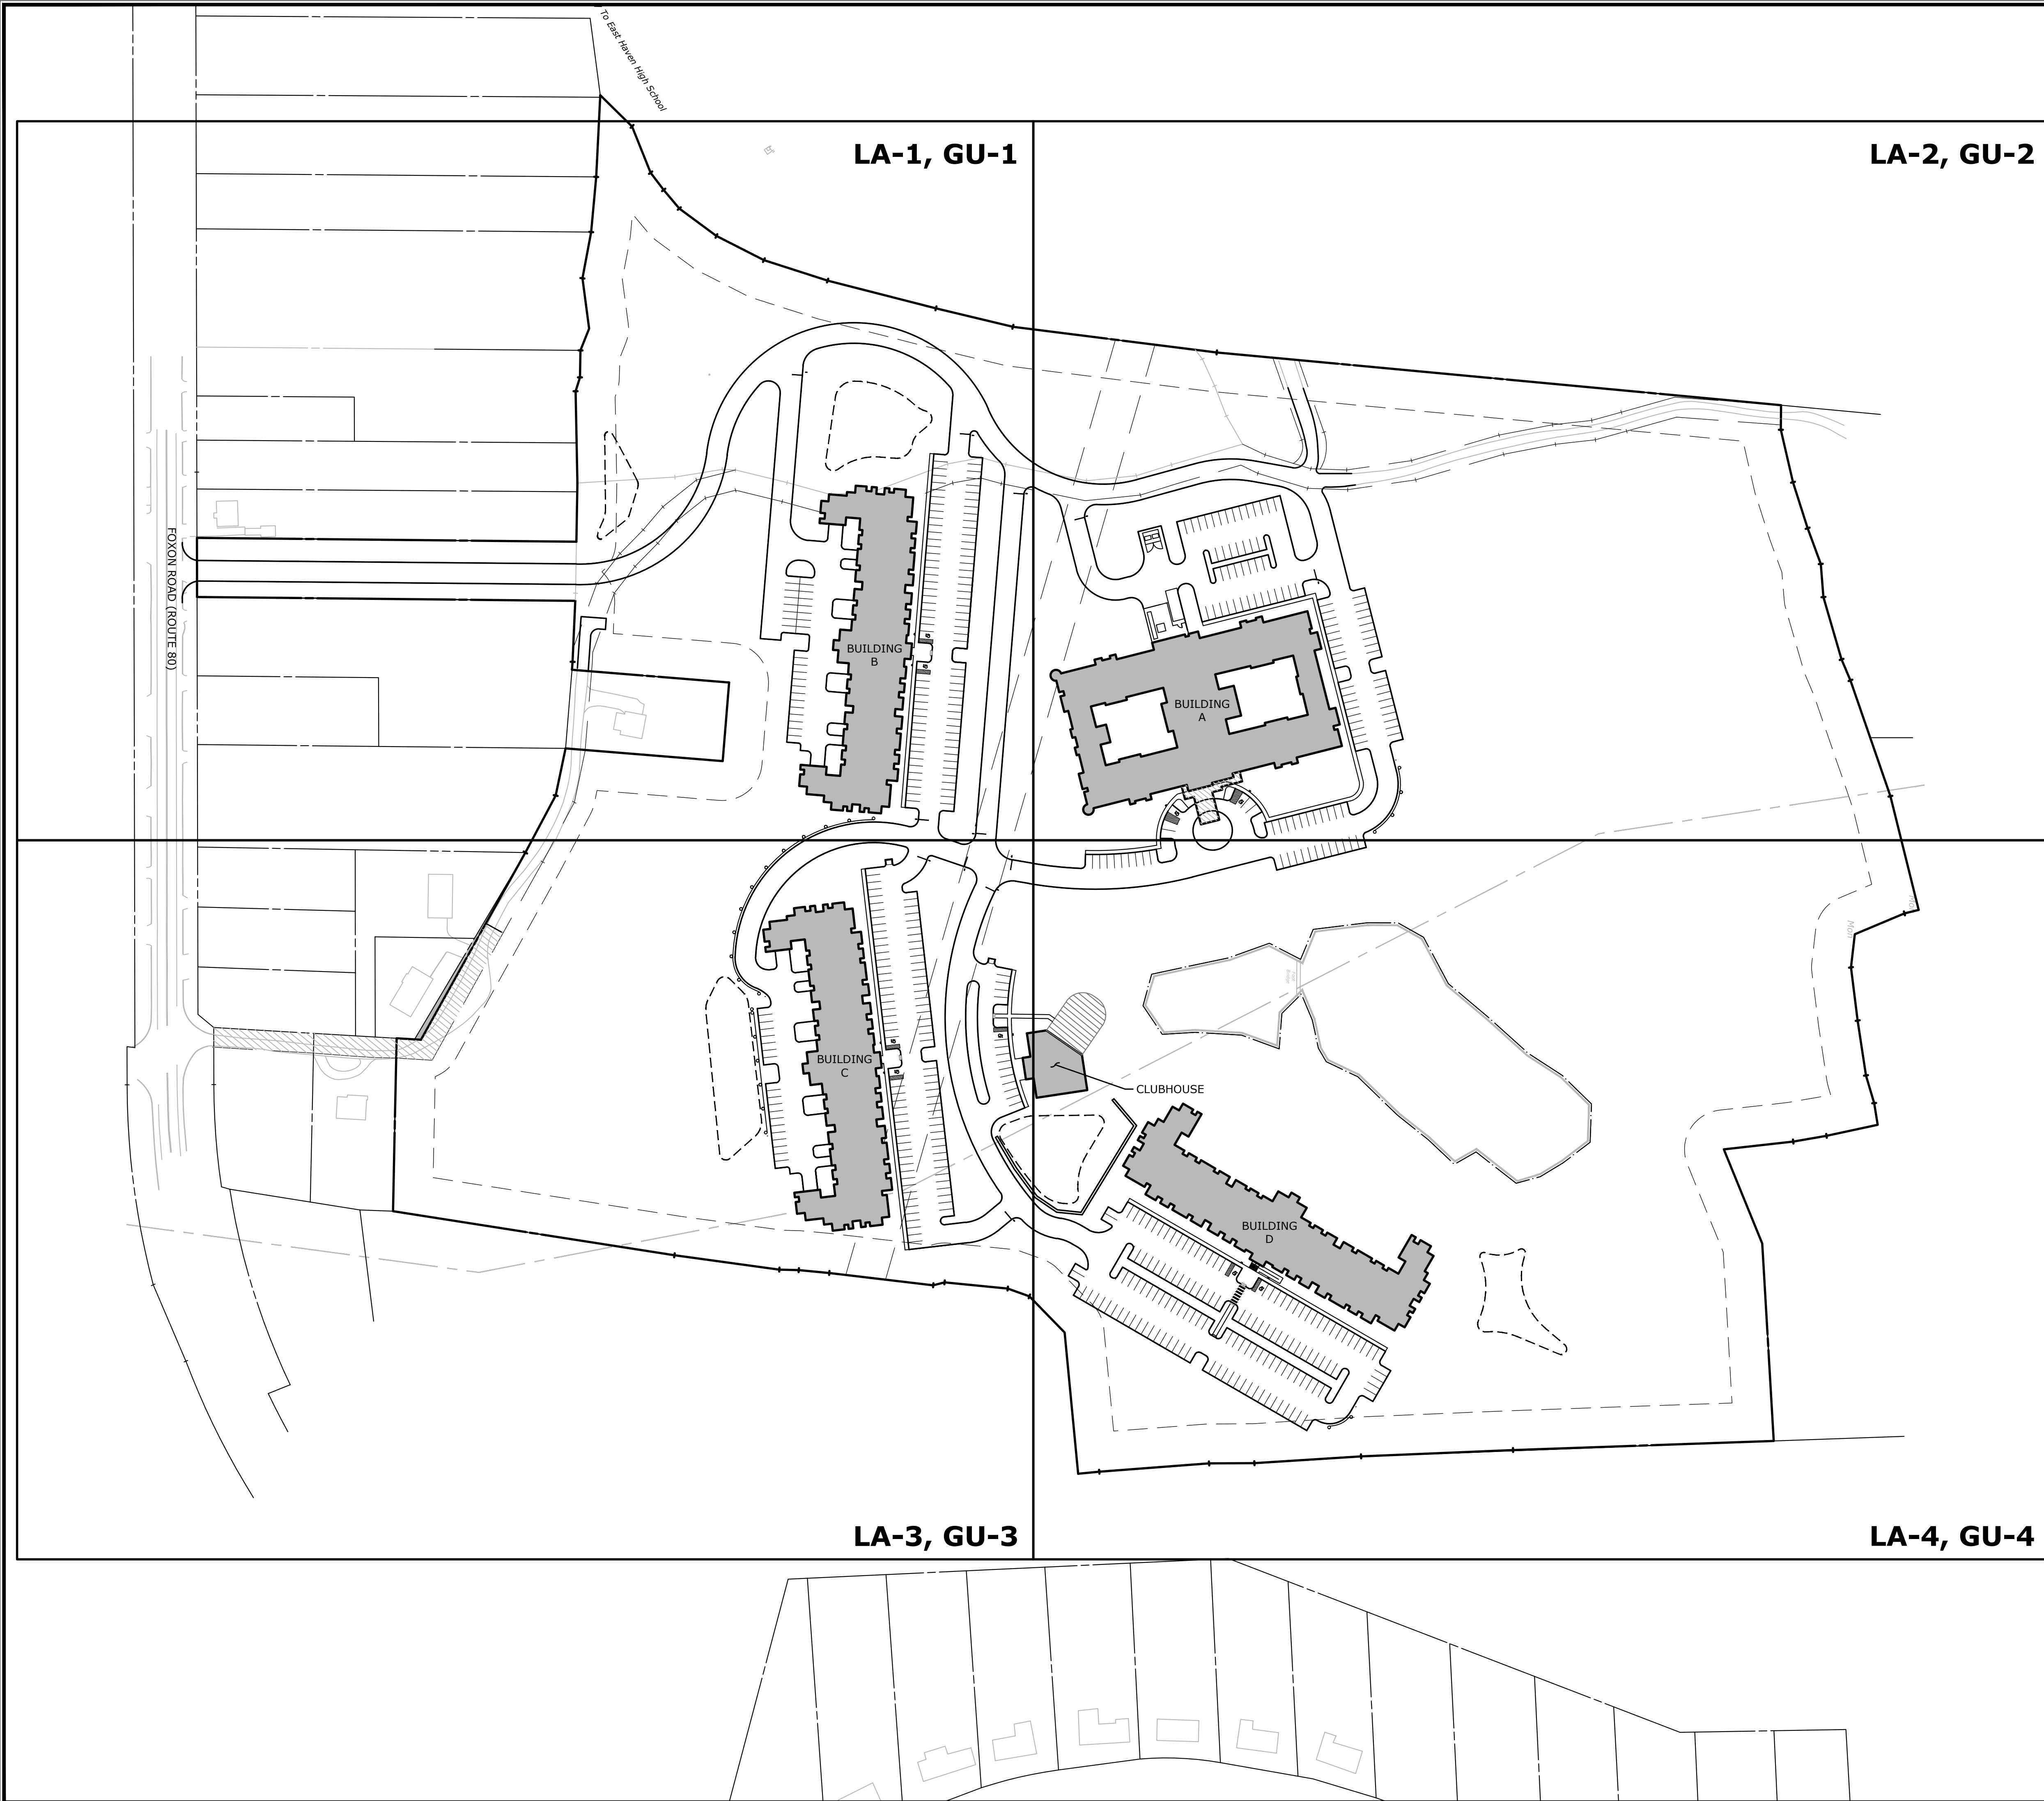 To East Haven High School
LA-1, GU-1
LA-2, GU-2
FOXON ROAD (ROUTE 80)
BUILDING
B
BUILDING
A
BUILDING
C
CLUBHOUSE
BUILDING
D
LA-3, GU-3
LA-4, GU-4